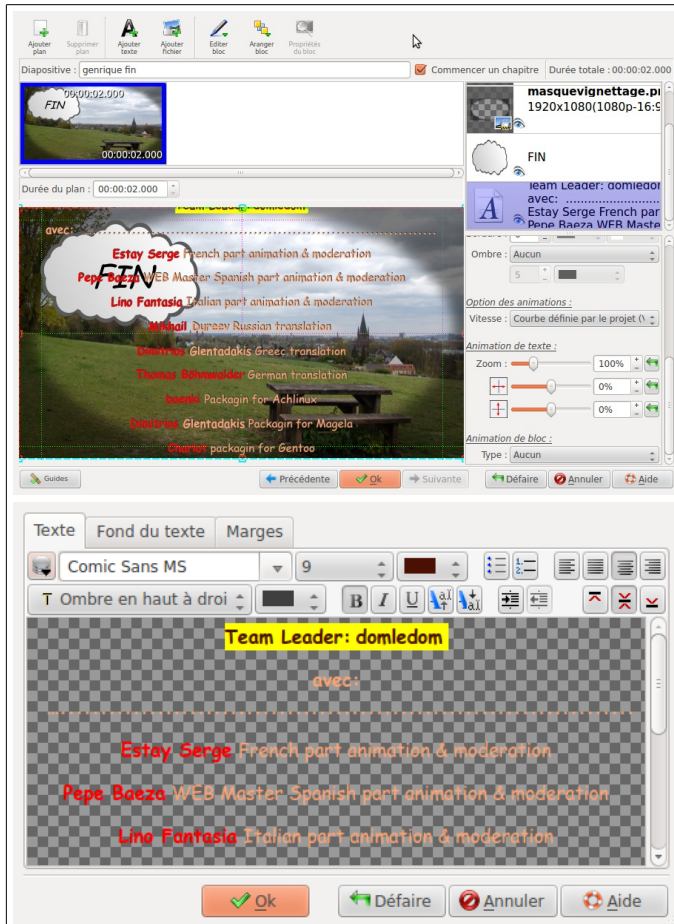 Ajouter plan
Supprimer plan
Ajouter texte
Ajouter fichier
Editer bloc
Aranger bloc
Propriétés du bloc
Diapositive : genrique fin
Commencer un chapitre
Durée totale : 00:00:02.000
00:00:02.000
FIN
00:00:02.000
Durée du plan : 00:00:02.000
masquevignettage.p
1920x1080(1080p-16:9
FIN
Team Leader: domledor
avec: ......................
Estay Serge French par
Pepe Baeza WEB Maste
Team Leader: domledom
avec:
FIN
Estay Serge French part animation & moderation
Pepe Baeza WEB Master Spanish part animation & moderation
Lino Fantasia Italian part animation & moderation
Mikhail Russian translation
Dimitrios Glentadakis Greec translation
Thomas Böhmwalder German translation
Packagin for Achlinux
Dimitrios Glentadakis Packagin for Magela
Charlot packagin for Gentoo
Ombre : Aucun
5
Option des animations :
Vitesse : Courbe définie par le projet (\
Animation de texte :
Zoom : 100%
0%
0%
Animation de bloc :
Type : Aucun
Guides
Précédente
Ok
Suivante
Défaire
Annuler
Aide
Texte
Fond du texte
Marges
Comic Sans MS
9
T Ombre en haut à droi
B I U
Team Leader: domledom
avec:
Estay Serge French part animation & moderation
Pepe Baeza WEB Master Spanish part animation & moderation
Lino Fantasia Italian part animation & moderation
Ok
Défaire
Annuler
Aide